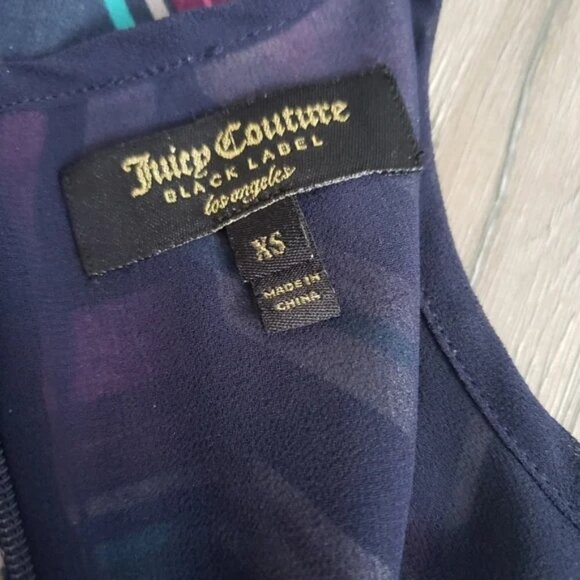 Juicy Couture
BLACK LABEL
los angeles
XS
MADE IN
CHINA